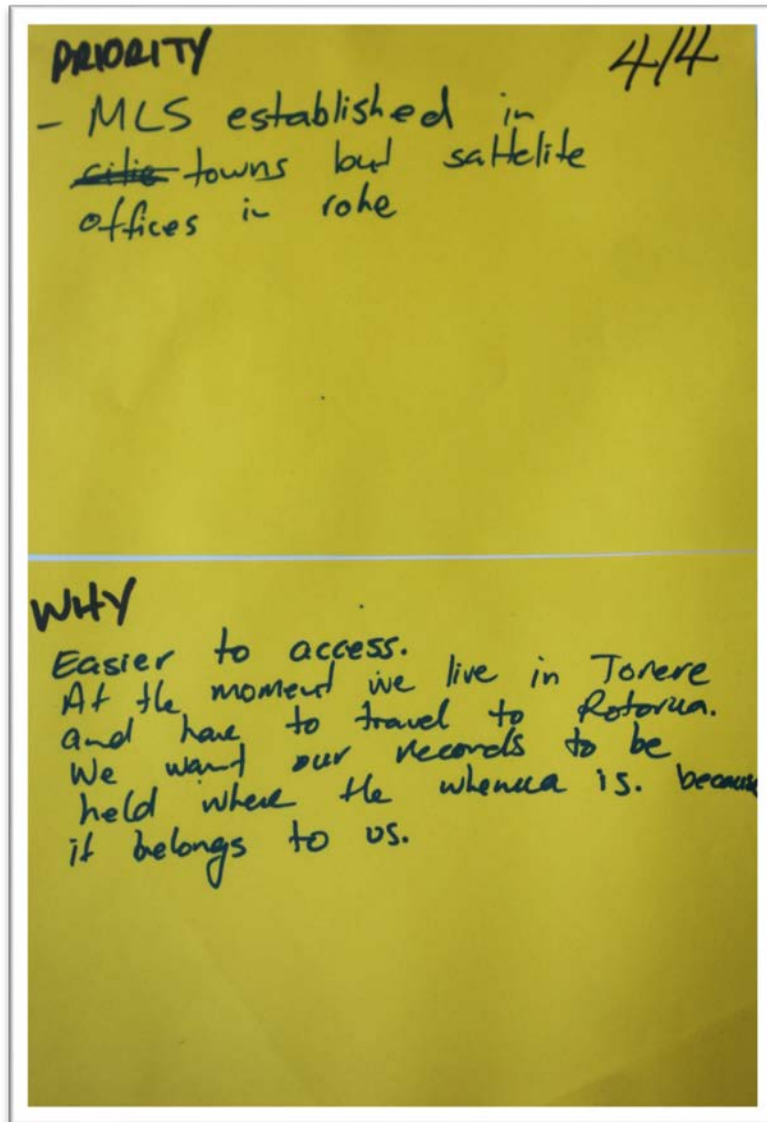 PRIORITY 4/4
- MLS established in
citie towns but sattelite
offices in rohe
WHY
Easier to access.
At the moment we live in Torere
and have to travel to Rotorua.
We want our records to be
held where the whenua is. because
it belongs to us.